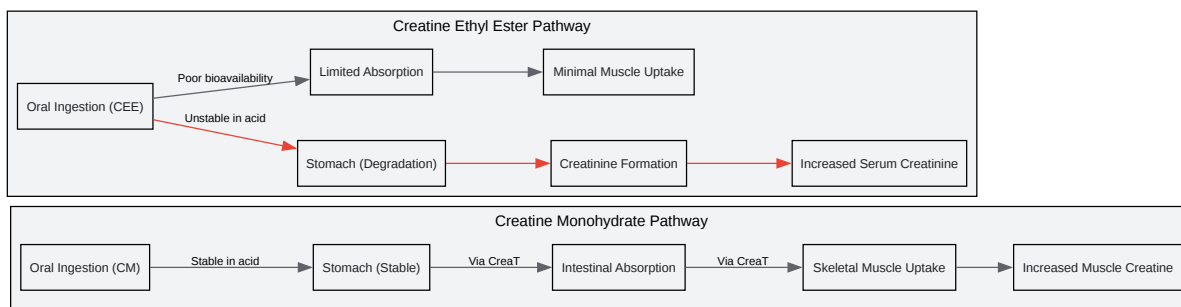 Creatine Ethyl Ester Pathway
Oral Ingestion (CEE)
Poor bioavailability
Limited Absorption
Minimal Muscle Uptake
Unstable in acid
Stomach (Degradation)
Creatinine Formation
Increased Serum Creatinine
Creatine Monohydrate Pathway
Oral Ingestion (CM)
Stable in acid
Stomach (Stable)
Via CreaT
Intestinal Absorption
Via CreaT
Skeletal Muscle Uptake
Increased Muscle Creatine